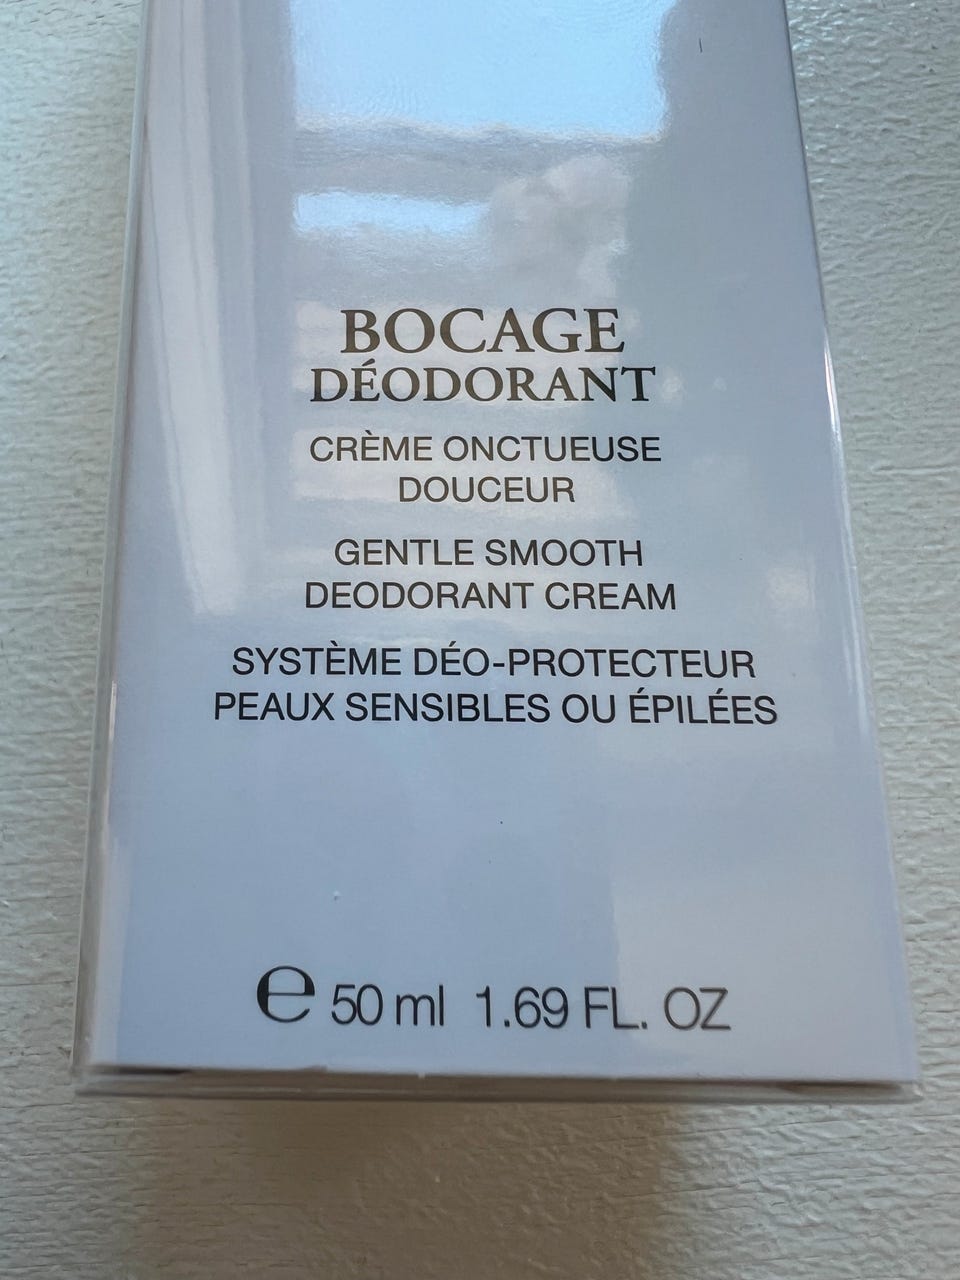 BOCAGE
DÉODORANT
CRÈME ONCTUEUSE
DOUCEUR
GENTLE SMOOTH
DEODORANT CREAM
SYSTÈME DÉO-PROTECTEUR
PEAUX SENSIBLES OU ÉPILÉES
℮ 50 ml 1.69 FL. OZ